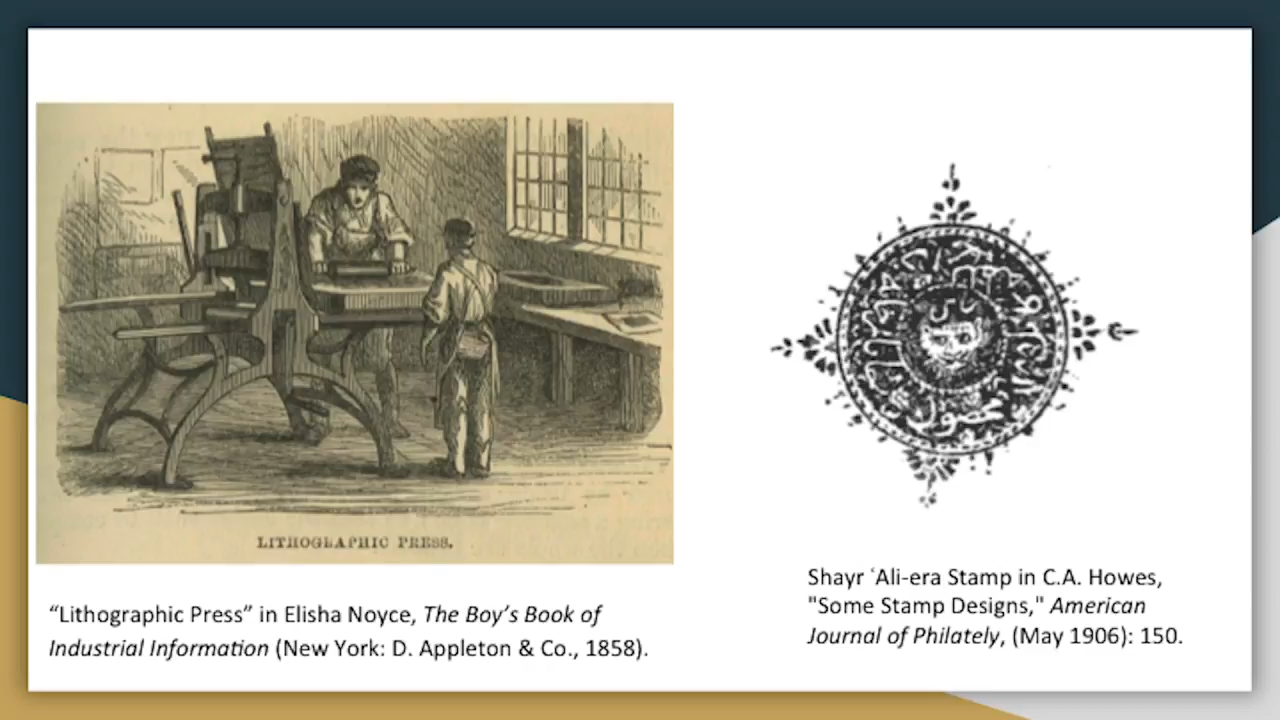 LITHOGRAPHIC PRESS.
“Lithographic Press” in Elisha Noyce, The Boy’s Book of
Industrial Information (New York: D. Appleton & Co., 1858).
Shayr ʿAli-era Stamp in C.A. Howes,
"Some Stamp Designs," American
Journal of Philately, (May 1906): 150.